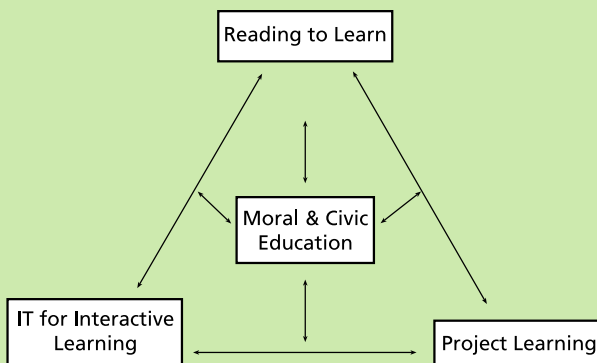 Reading to Learn
Moral & Civic
Education
IT for Interactive
Learning
Project Learning